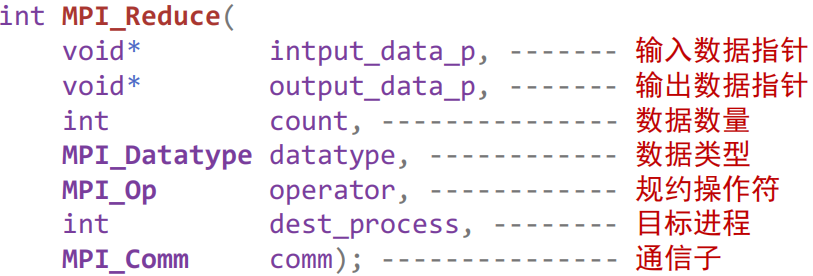 int MPI_Reduce(
void* intput_data_p, ------- 输入数据指针
void* output_data_p, ------- 输出数据指针
int count, --------------- 数据数量
MPI_Datatype datatype, ------------ 数据类型
MPI_Op operator, ------------ 规约操作符
int dest_process, -------- 目标进程
MPI_Comm comm); --------------- 通信子